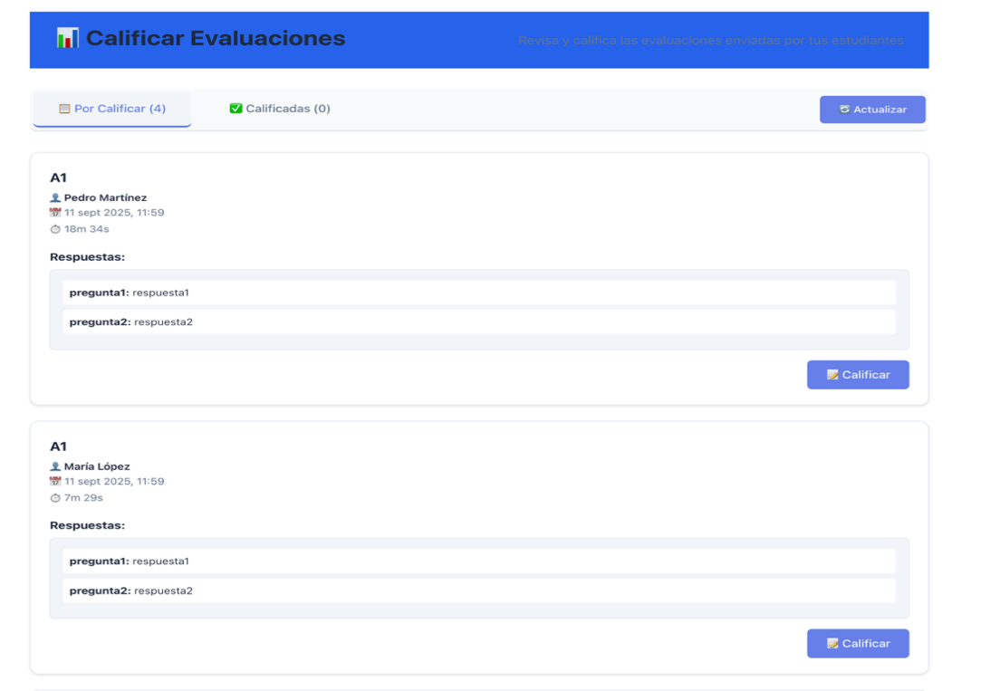 Calificar Evaluaciones
Revisa y califica las evaluaciones enviadas por tus estudiantes
Por Calificar (4)
Calificadas (0)
Actualizar
A1
Pedro Martínez
11 sept 2025, 11:59
18m 34s
Respuestas:
pregunta1: respuesta1
pregunta2: respuesta2
Calificar
A1
María López
11 sept 2025, 11:59
7m 29s
Respuestas:
pregunta1: respuesta1
pregunta2: respuesta2
Calificar